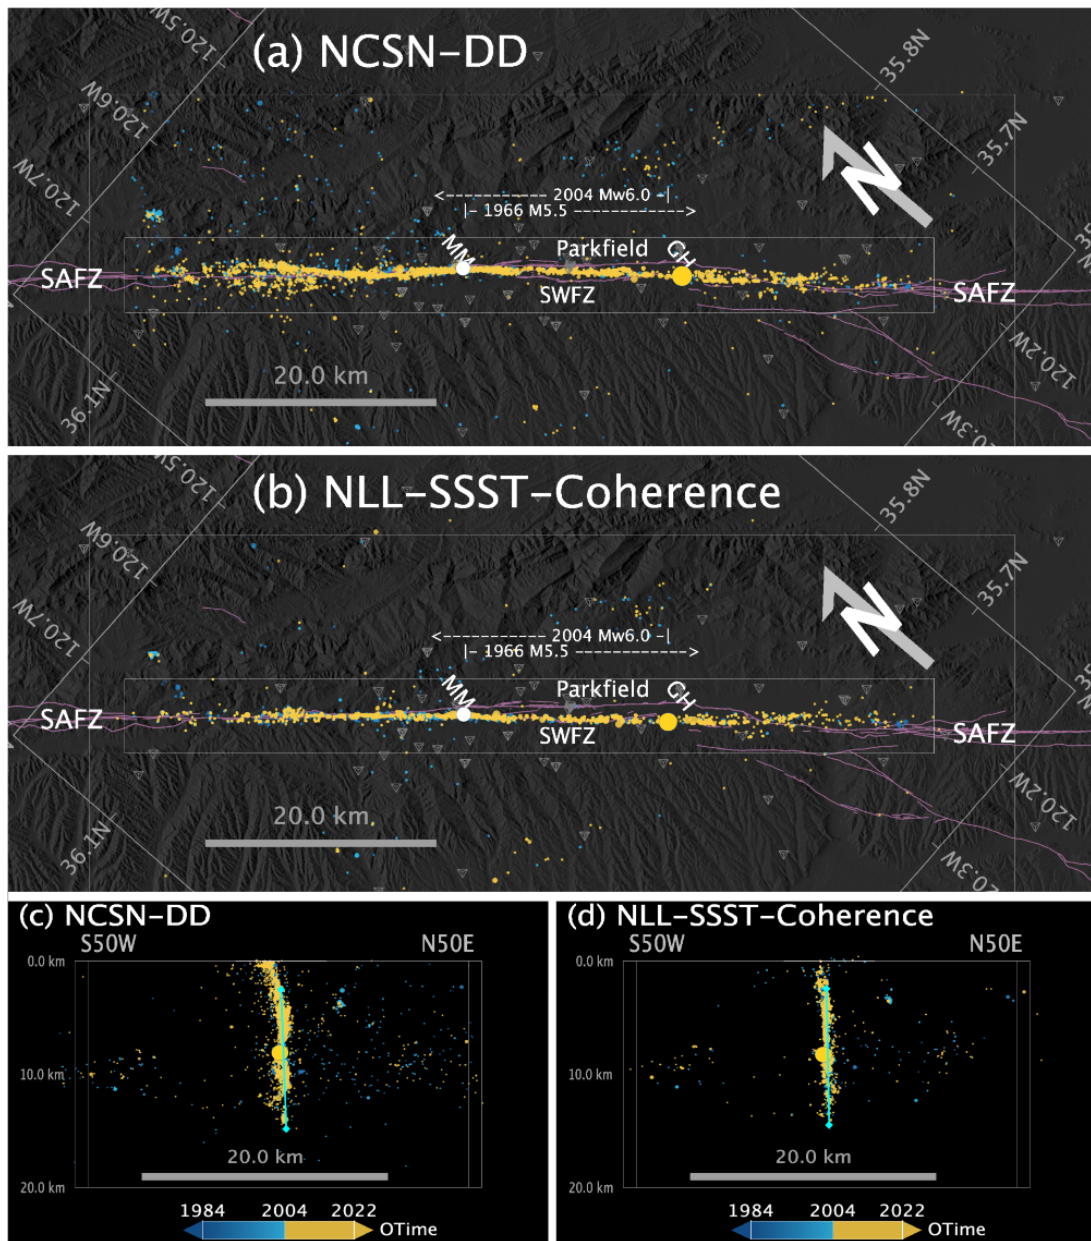 (a) NCSN-DD
120.5W
120.6W
120.7W
35.8N
35.7N
N
<---------- 2004 Mw6.0 -|
|- 1966 M5.5 ----------->
MM
Parkfield
GH
SAFZ
SWFZ
SAFZ
20.0 km
36.1N
120.2W
120.3W
(b) NLL-SSST-Coherence
120.5W
120.6W
120.7W
35.8N
35.7N
N
<---------- 2004 Mw6.0 -|
|- 1966 M5.5 ----------->
MM
Parkfield
GH
SAFZ
SWFZ
SAFZ
20.0 km
36.1N
120.2W
(c) NCSN-DD
S50W
N50E
0.0 km
10.0 km
20.0 km
20.0 km
1984 2004 2022
OTime
(d) NLL-SSST-Coherence
S50W
N50E
0.0 km
10.0 km
20.0 km
20.0 km
1984 2004 2022
OTime